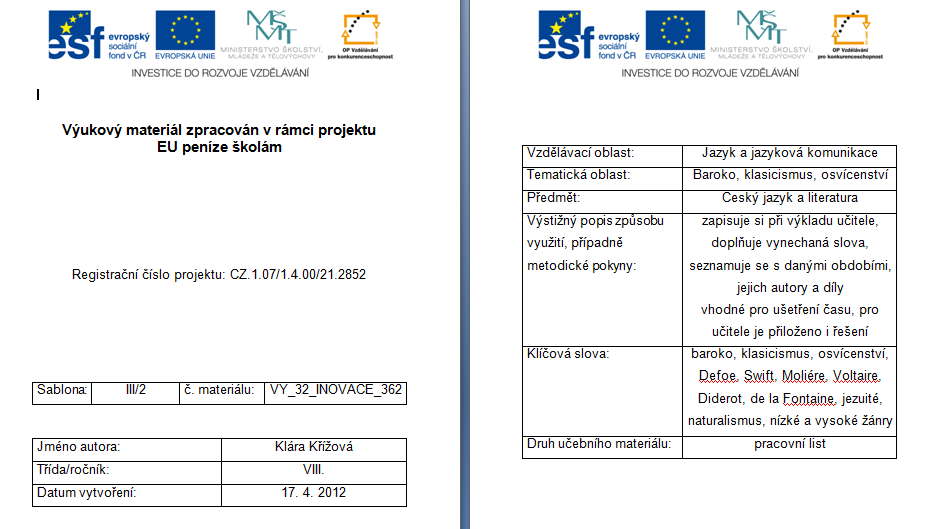 esf
evropský
sociální
fond v ČR
EVROPSKÁ UNIE
MINISTERSTVO ŠKOLSTVÍ,
MLÁDEŽE A TĚLOVÝCHOVY
OP Vzdělávání
pro konkurenceschopnost
INVESTICE DO ROZVOJE VZDĚLÁVÁNÍ
Výukový materiál zpracován v rámci projektu
EU peníze školám
Registrační číslo projektu: CZ.1.07/1.4.00/21.2852
Šablona: III/2 č. materiálu: VY_32_INOVACE_362
Jméno autora: Klára Křížová
Třída/ročník: VIII.
Datum vytvoření: 17. 4. 2012
esf
evropský
sociální
fond v ČR
EVROPSKÁ UNIE
MINISTERSTVO ŠKOLSTVÍ,
MLÁDEŽE A TĚLOVÝCHOVY
OP Vzdělávání
pro konkurenceschopnost
INVESTICE DO ROZVOJE VZDĚLÁVÁNÍ
Vzdělávací oblast: Jazyk a jazyková komunikace
Tematická oblast: Baroko, klasicismus, osvícenství
Předmět: Český jazyk a literatura
Výstižný popis způsobu zapisuje si při výkladu učitele,
využití, případně doplňuje vynechaná slova,
metodické pokyny: seznamuje se s danými obdobími,
jejich autory a díly
vhodné pro ušetření času, pro
učitele je přiloženo i řešení
Klíčová slova: baroko, klasicismus, osvícenství,
Defoe, Swift, Moliére, Voltaire,
Diderot, de la Fontaine, jezuité,
naturalismus, nízké a vysoké žánry
Druh učebního materiálu: pracovní list